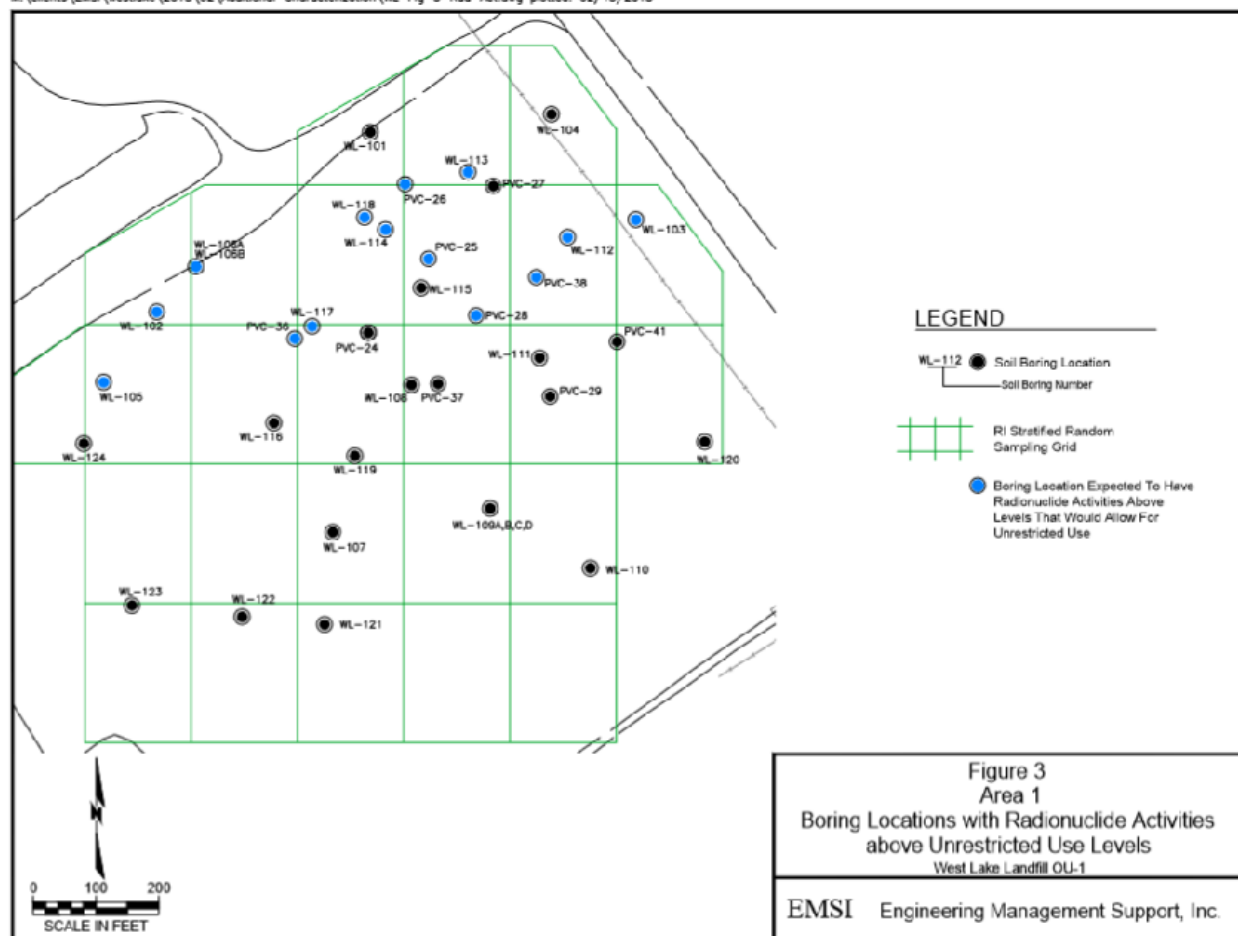 WL-104
WL-101
WL-113
PVC-27
PVC-26
WL-118
WL-103
WL-114
WL-112
PVC-25
WL-106A
WL-106B
PVC-38
WL-115
WL-102
WL-117
PVC-28
PVC-36
PVC-24
PVC-41
WL-111
WL-105
WL-108
PVC-37
PVC-29
WL-116
WL-124
WL-119
WL-120
WL-109A,B,C,D
WL-107
WL-110
WL-123
WL-122
WL-121
LEGEND
WL-112
Soil Boring Location
Soil Boring Number
RI Stratified Random
Sampling Grid
Boring Location Expected To Have
Radionuclide Activities Above
Levels That Would Allow For
Unrestricted Use
N
0 100 200
SCALE IN FEET
Figure 3
Area 1
Boring Locations with Radionuclide Activities
above Unrestricted Use Levels
West Lake Landfill OU-1
EMSI Engineering Management Support, Inc.